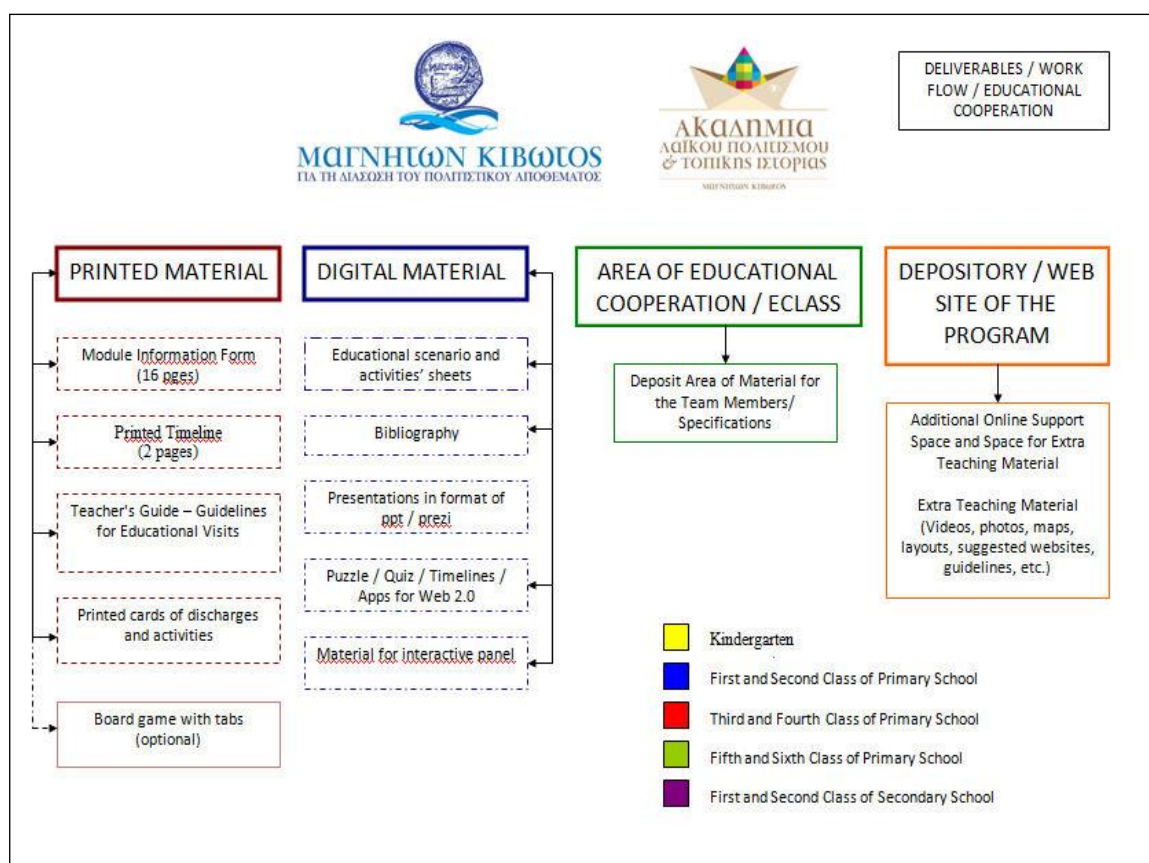 ΜΑΓΝΗΤΩΝ ΚΙΒΩΤΟΣ
ΓΙΑ ΤΗ ΔΙΑΣΩΣΗ ΤΟΥ ΠΟΛΙΤΙΣΤΙΚΟΥ ΑΠΟΘΕΜΑΤΟΣ
ΑΚΑΔΗΜΙΑ
ΛΑΪΚΟΥ ΠΟΛΙΤΙΣΜΟΥ
& ΤΟΠΙΚΗΣ ΙΣΤΟΡΙΑΣ
ΜΑΓΝΗΤΩΝ ΚΙΒΩΤΟΣ
DELIVERABLES / WORK
FLOW / EDUCATIONAL
COOPERATION
PRINTED MATERIAL
Module Information Form
(16 pges)
Printed Timeline
(2 pages)
Teacher's Guide – Guidelines
for Educational Visits
Printed cards of discharges
and activities
Board game with tabs
(optional)
DIGITAL MATERIAL
Educational scenario and
activities' sheets
Bibliography
Presentations in format of
ppt / prezi
Puzzle / Quiz / Timelines /
Apps for Web 2.0
Material for interactive panel
AREA OF EDUCATIONAL
COOPERATION / ECLASS
Deposit Area of Material for
the Team Members/
Specifications
DEPOSITORY / WEB
SITE OF THE
PROGRAM
Additional Online Support
Space and Space for Extra
Teaching Material
Extra Teaching Material
(Videos, photos, maps,
layouts, suggested websites,
guidelines, etc.)
Kindergarten
First and Second Class of Primary School
Third and Fourth Class of Primary School
Fifth and Sixth Class of Primary School
First and Second Class of Secondary School